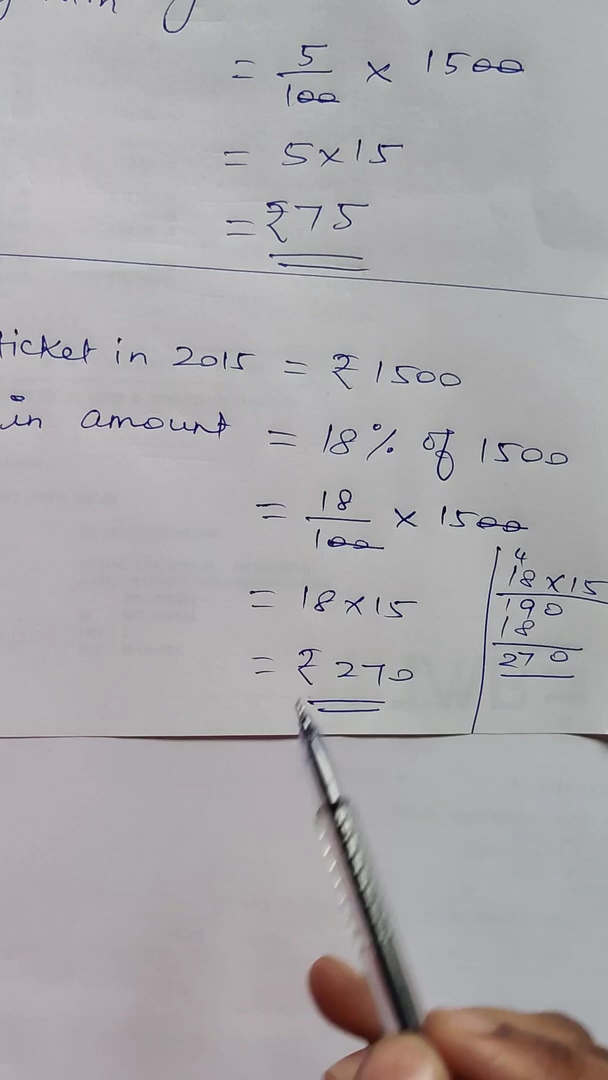 = 5/100 × 1500
= 5×15
= ₹75
ticket in 2015 = ₹1500
in amount = 18% of 1500
= 18/100 × 1500
= 18×15
= ₹270
4
18×15
190
18
270